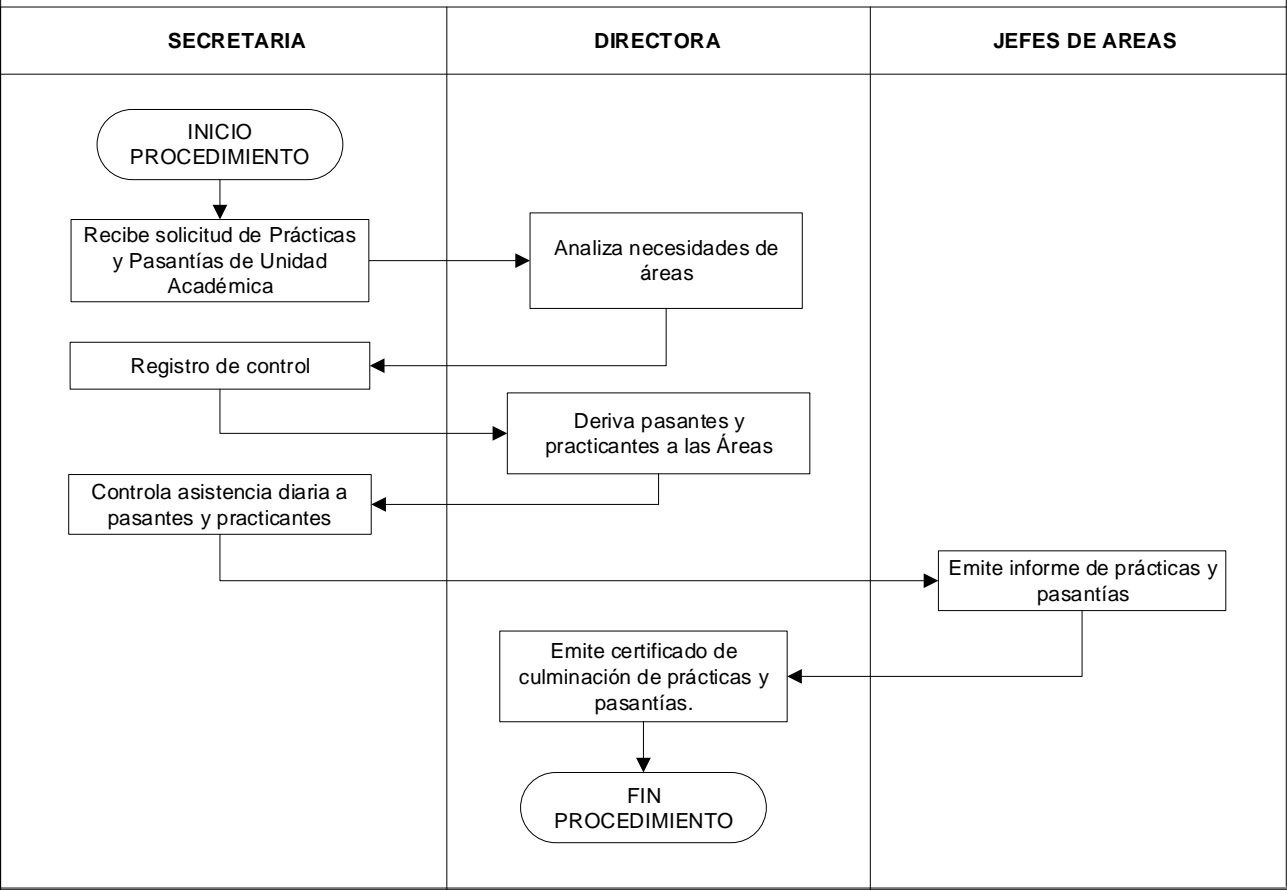 SECRETARIA
DIRECTORA
JEFES DE AREAS
INICIO
PROCEDIMIENTO
Recibe solicitud de Prácticas
y Pasantías de Unidad
Académica
Analiza necesidades de
áreas
Registro de control
Deriva pasantes y
practicantes a las Áreas
Controla asistencia diaria a
pasantes y practicantes
Emite informe de prácticas y
pasantías
Emite certificado de
culminación de prácticas y
pasantías.
FIN
PROCEDIMIENTO